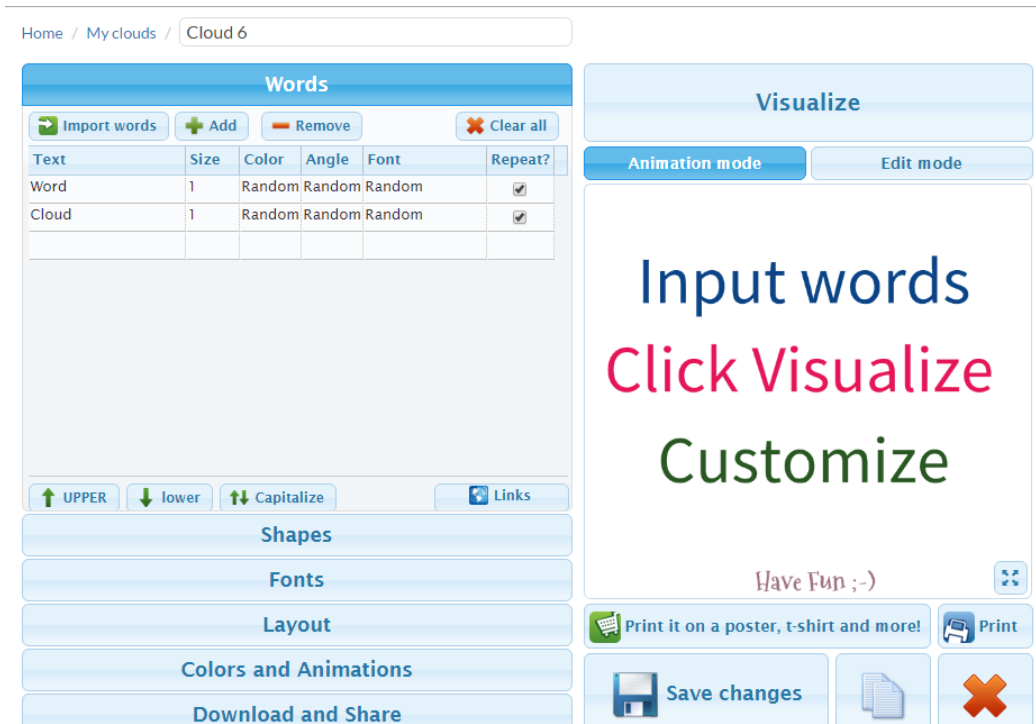 Home / My clouds / Cloud 6
Words
Import words Add Remove Clear all
Text Size Color Angle Font Repeat?
Word 1 Random Random Random
Cloud 1 Random Random Random
UPPER lower Capitalize Links
Shapes
Fonts
Layout
Colors and Animations
Download and Share
Visualize
Animation mode Edit mode
Input words
Click Visualize
Customize
Have Fun ;-)
Print it on a poster, t-shirt and more! Print
Save changes